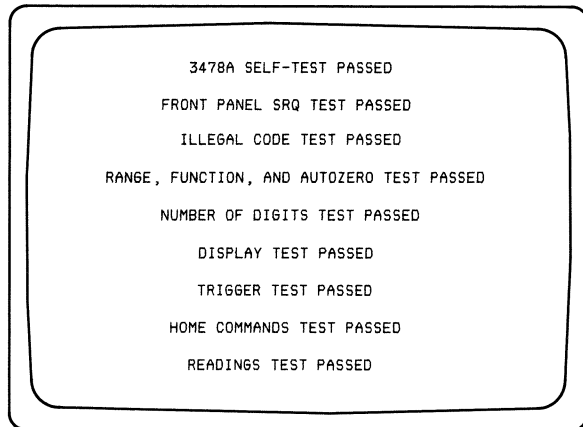 3478A SELF-TEST PASSED
FRONT PANEL SRQ TEST PASSED
ILLEGAL CODE TEST PASSED
RANGE, FUNCTION, AND AUTOZERO TEST PASSED
NUMBER OF DIGITS TEST PASSED
DISPLAY TEST PASSED
TRIGGER TEST PASSED
HOME COMMANDS TEST PASSED
READINGS TEST PASSED